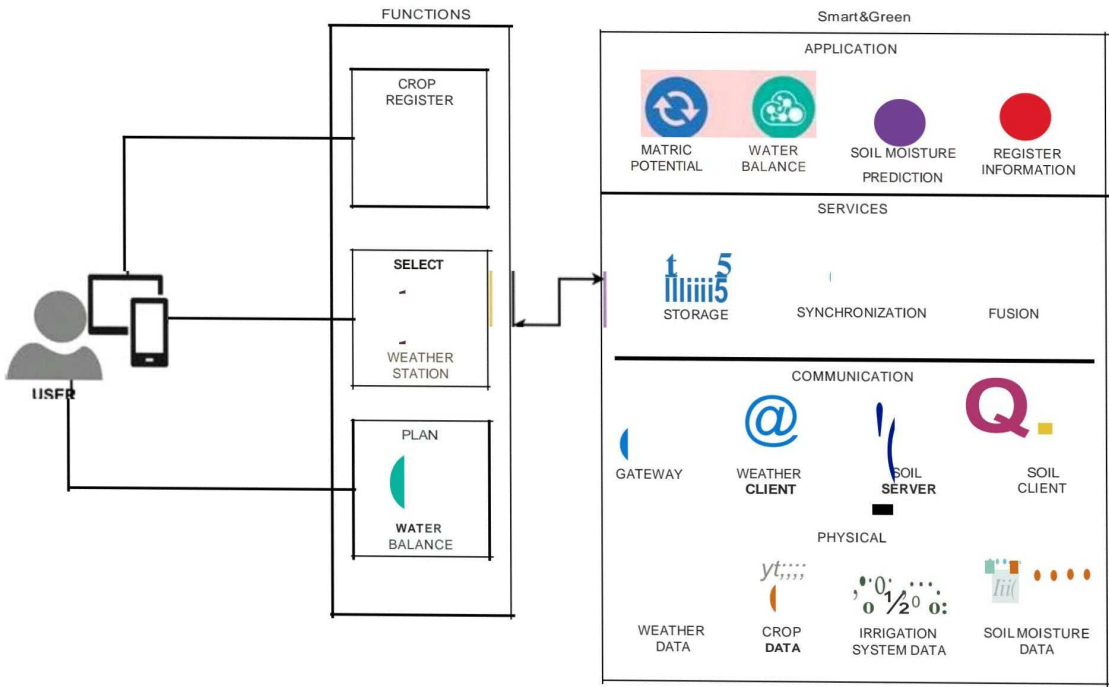 FUNCTIONS
CROP
REGISTER
SELECT
WEATHER
STATION
PLAN
WATER
BALANCE
USER
Smart&Green
APPLICATION
MATRIC
POTENTIAL
WATER
BALANCE
SOIL MOISTURE
PREDICTION
REGISTER
INFORMATION
SERVICES
t 5
STORAGE
SYNCHRONIZATION
FUSION
COMMUNICATION
@
Q.
GATEWAY
WEATHER
CLIENT
SOIL
SERVER
SOIL
CLIENT
PHYSICAL
yt;;;;
WEATHER
DATA
CROP
DATA
IRRIGATION
SYSTEM DATA
SOIL MOISTURE
DATA